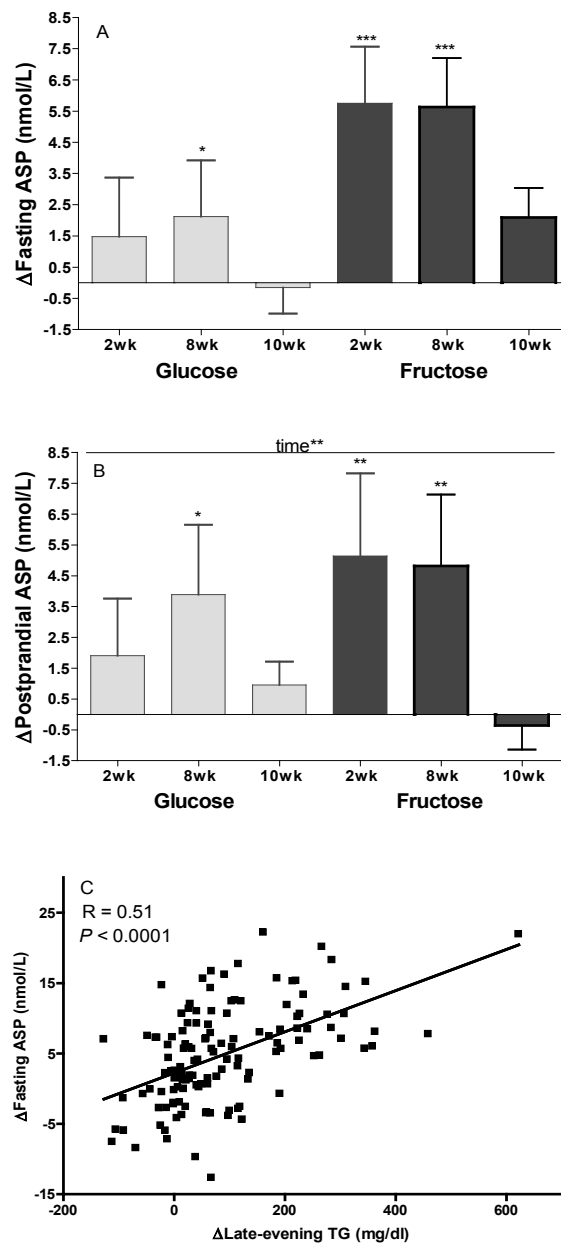 A
ΔFasting ASP (nmol/L)
8.5
7.5
6.5
5.5
4.5
3.5
2.5
1.5
0.5
-0.5
-1.5
*
***
***
2wk 8wk 10wk 2wk 8wk 10wk
Glucose Fructose
time**
B
ΔPostprandial ASP (nmol/L)
8.5
7.5
6.5
5.5
4.5
3.5
2.5
1.5
0.5
-0.5
-1.5
*
**
**
2wk 8wk 10wk 2wk 8wk 10wk
Glucose Fructose
C
R = 0.51
P < 0.0001
ΔFasting ASP (nmol/L)
25
15
5
-5
-15
-200 0 200 400 600
ΔLate-evening TG (mg/dl)